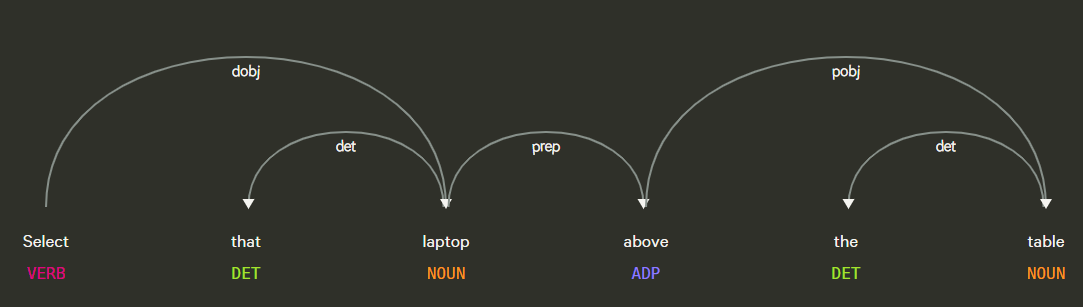 dobj pobj
det prep det
Select that laptop above the table
VERB DET NOUN ADP DET NOUN